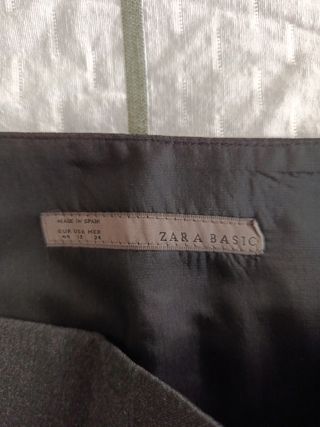 MADE IN SPAIN
EUR USA MEX
ZARA BASIC